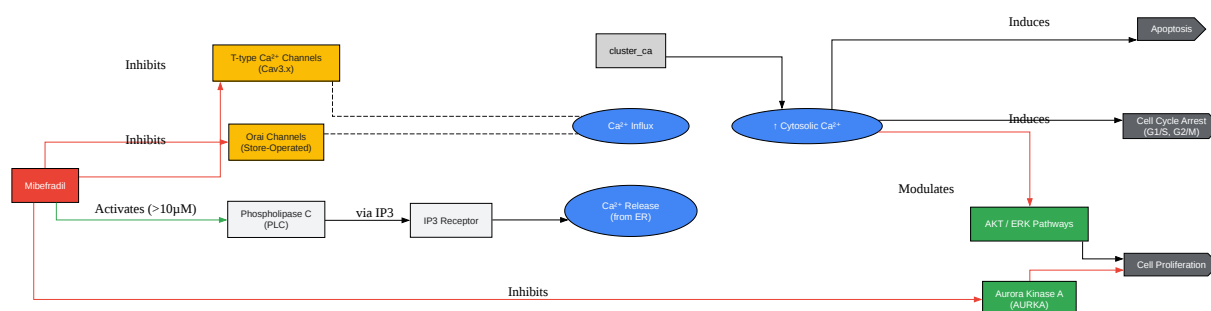 Induces
Apoptosis
Inhibits
T-type Ca²⁺ Channels
(Cav3.x)
cluster_ca
Inhibits
Orai Channels
(Store-Operated)
Ca²⁺ Influx
↑ Cytosolic Ca²⁺
Induces
Cell Cycle Arrest
(G1/S, G2/M)
Mibefradil
Modulates
Activates (>10µM)
Phospholipase C
(PLC)
via IP3
IP3 Receptor
Ca²⁺ Release
(from ER)
AKT / ERK Pathways
Cell Proliferation
Inhibits
Aurora Kinase A
(AURKA)